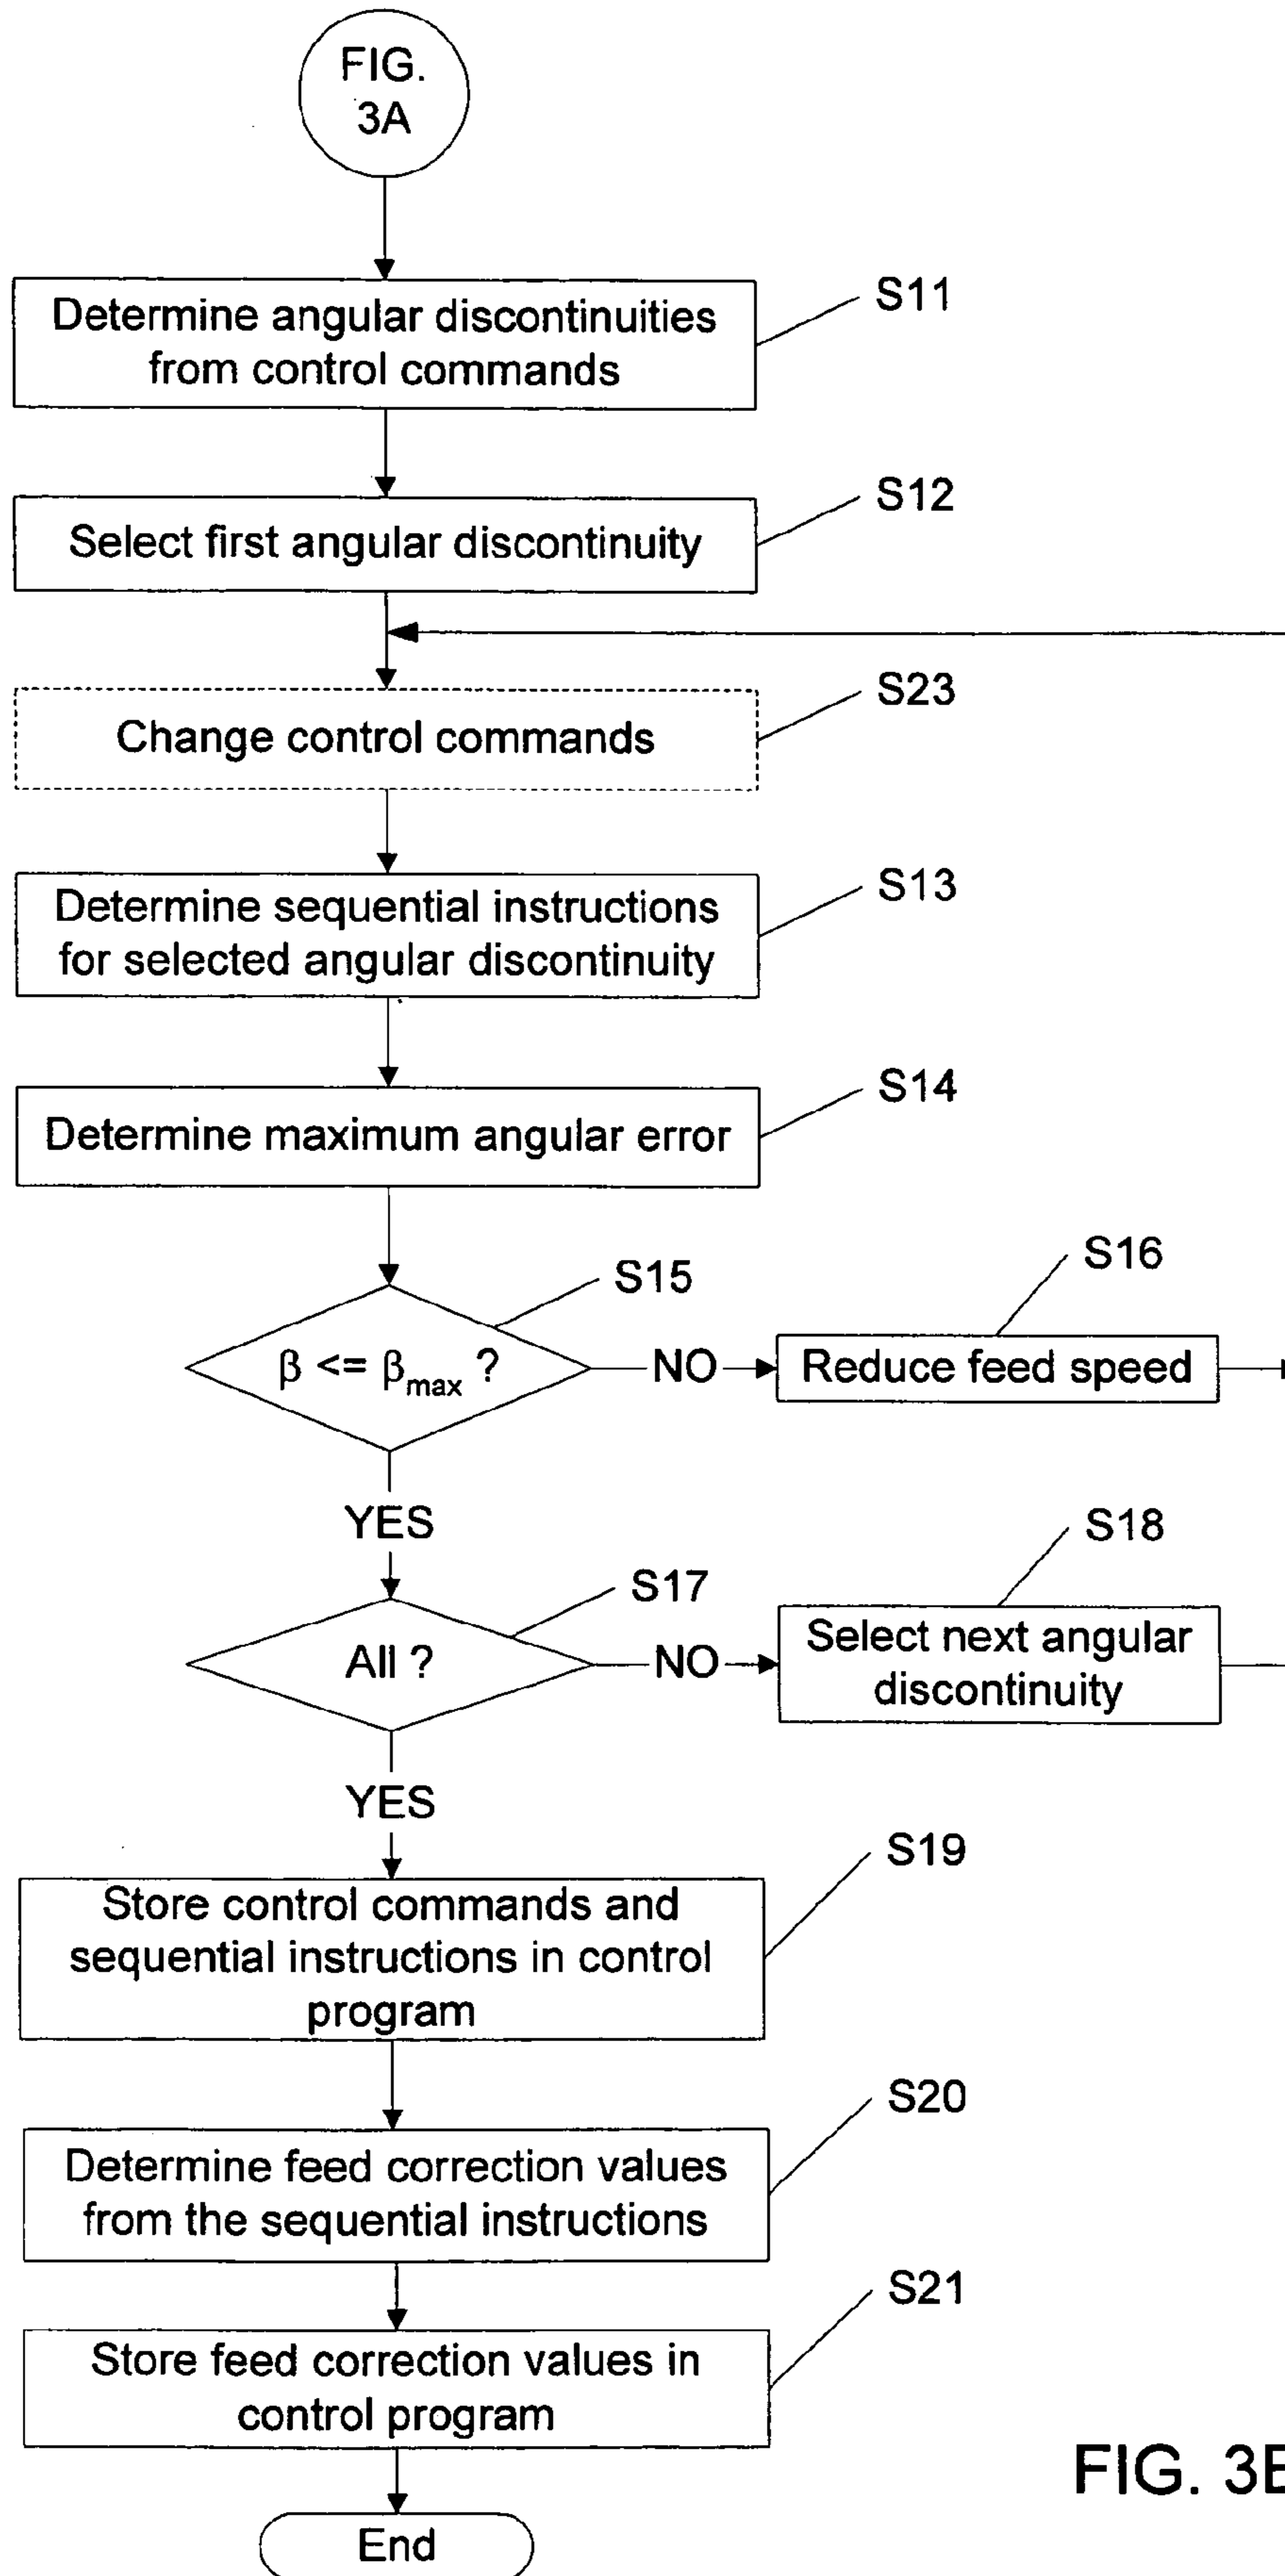 FIG.
3A
Determine angular discontinuities
from control commands
S11
Select first angular discontinuity
S12
Change control commands
S23
Determine sequential instructions
for selected angular discontinuity
S13
Determine maximum angular error
S14
β <= βmax ?
S15
NO
Reduce feed speed
S16
YES
All ?
S17
NO
Select next angular
discontinuity
S18
YES
Store control commands and
sequential instructions in control
program
S19
Determine feed correction values
from the sequential instructions
S20
Store feed correction values in
control program
S21
End
FIG. 3